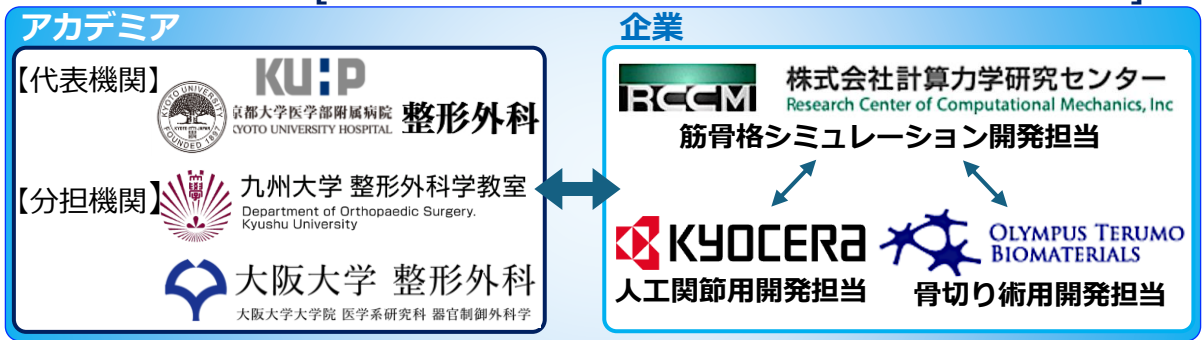 アカデミア
【代表機関】
KUHP
京都大学医学部附属病院
KYOTO UNIVERSITY HOSPITAL
整形外科
KYOTO UNIVERSITY
KYOTO JAPAN
FOUNDED 1897
【分担機関】
九州大学 整形外科学教室
Department of Orthopaedic Surgery.
Kyushu University
大阪大学 整形外科
大阪大学大学院 医学系研究科 器官制御外科学
企業
RCCM
株式会社計算力学研究センター
Research Center of Computational Mechanics, Inc
筋骨格シミュレーション開発担当
KYOCERA
人工関節用開発担当
OLYMPUS TERUMO
BIOMATERIALS
骨切り術用開発担当